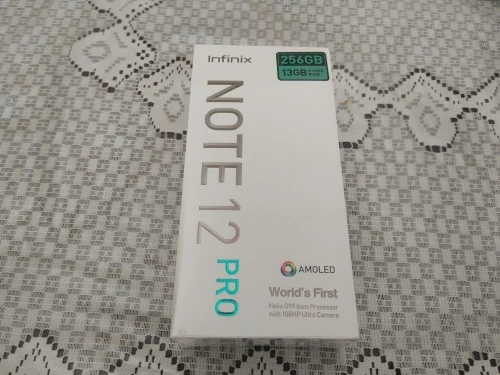 Infinix
256GB
13GB
NOTE 12 PRO
AMOLED
World's First
Helio G99 6nm Processor
with 108MP Ultra Camera